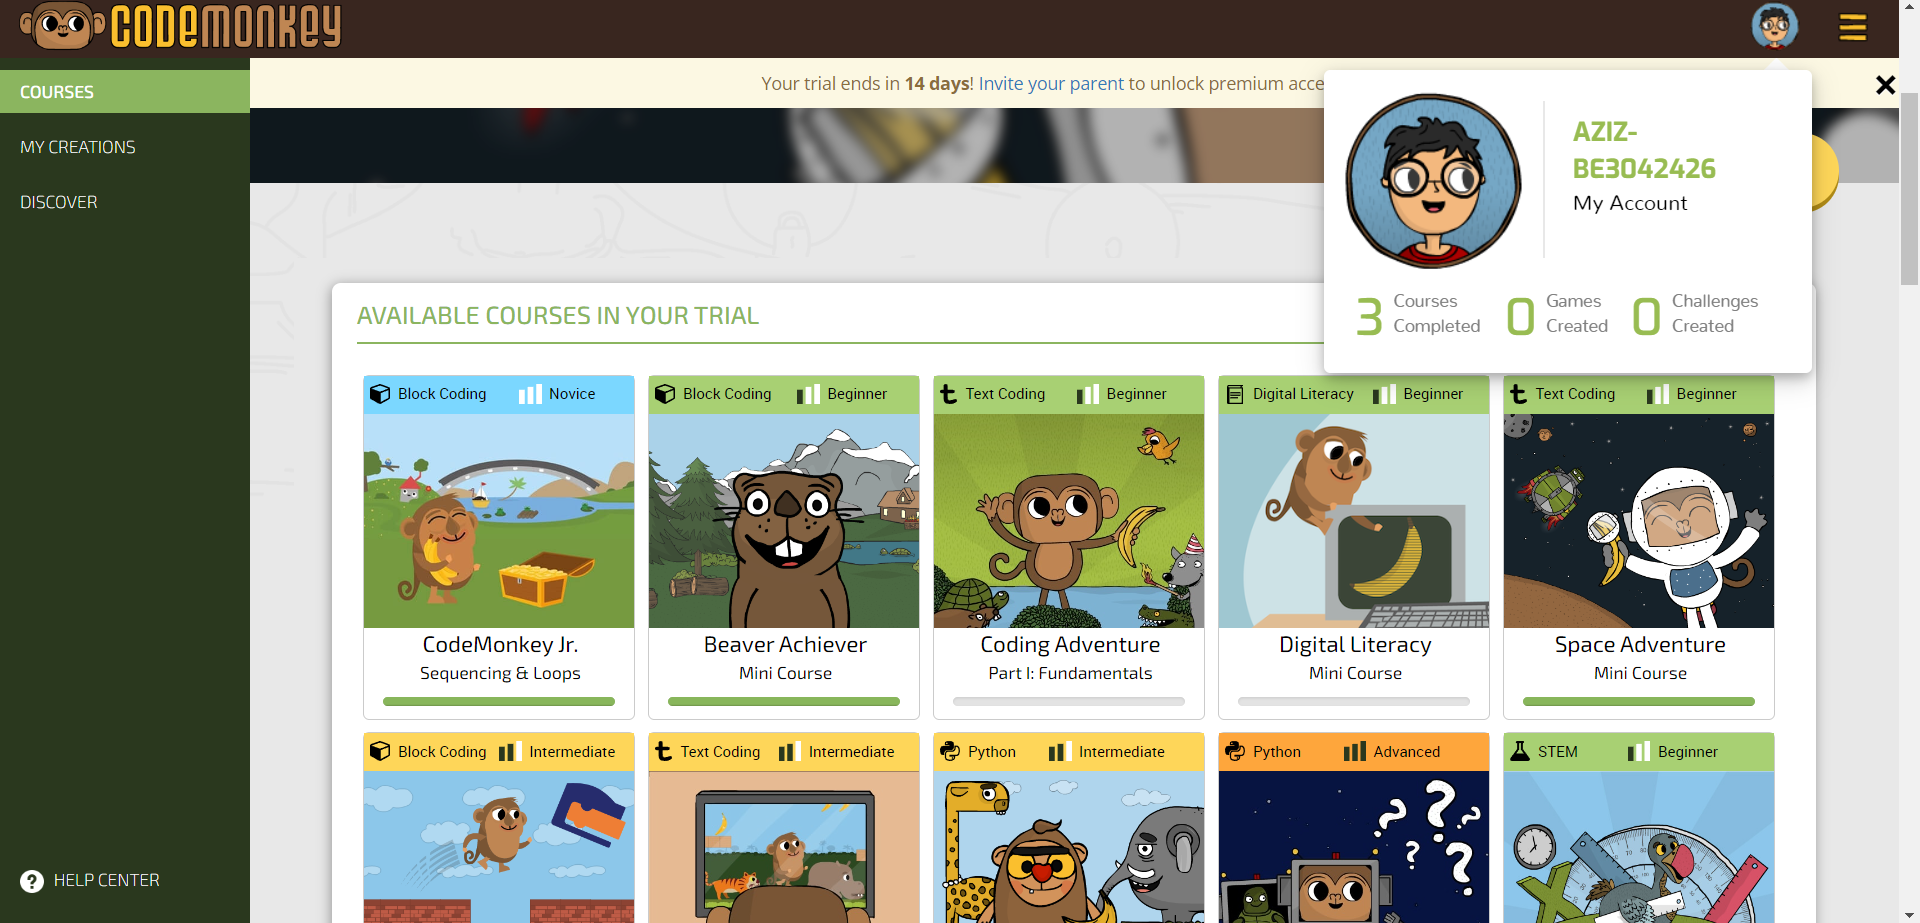 CODEMONKEY
COURSES
MY CREATIONS
DISCOVER
HELP CENTER
Your trial ends in 14 days! Invite your parent to unlock premium acce
AZIZ-
BE3042426
My Account
3 Courses Completed
0 Games Created
0 Challenges Created
AVAILABLE COURSES IN YOUR TRIAL
Block Coding Novice
CodeMonkey Jr.
Sequencing & Loops
Block Coding Beginner
Beaver Achiever
Mini Course
Text Coding Beginner
Coding Adventure
Part I: Fundamentals
Digital Literacy Beginner
Digital Literacy
Mini Course
Text Coding Beginner
Space Adventure
Mini Course
Block Coding Intermediate
Text Coding Intermediate
Python Intermediate
Python Advanced
STEM Beginner